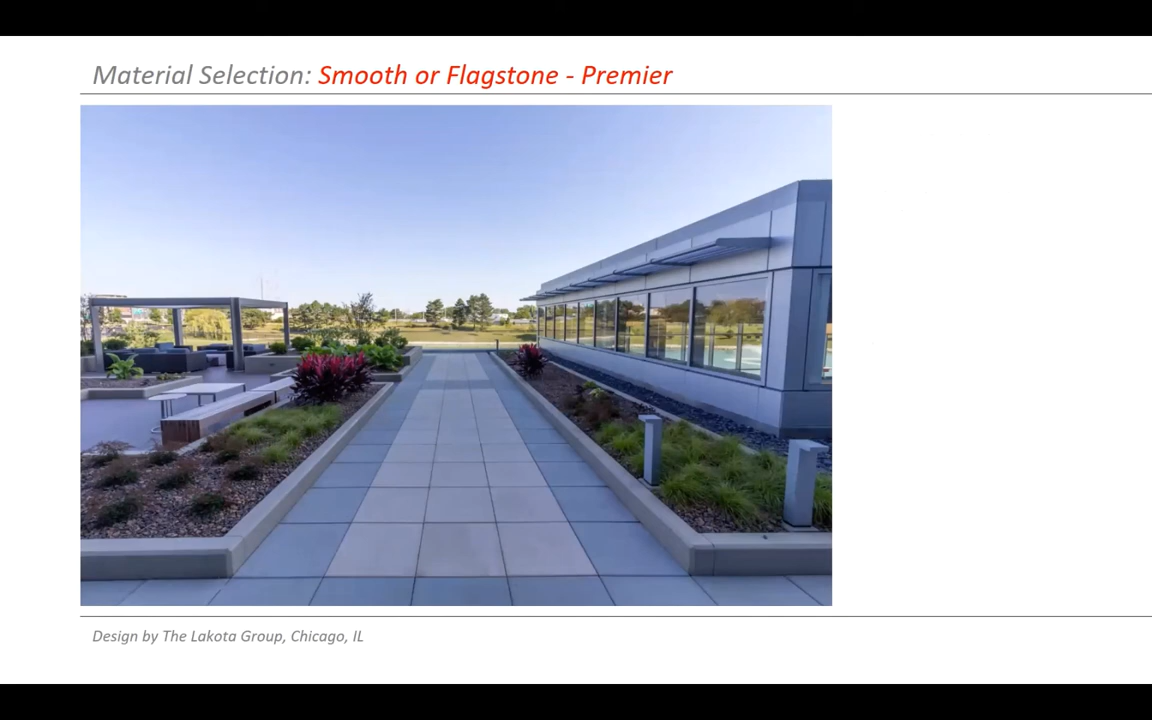 Material Selection: Smooth or Flagstone - Premier
Design by The Lakota Group, Chicago, IL